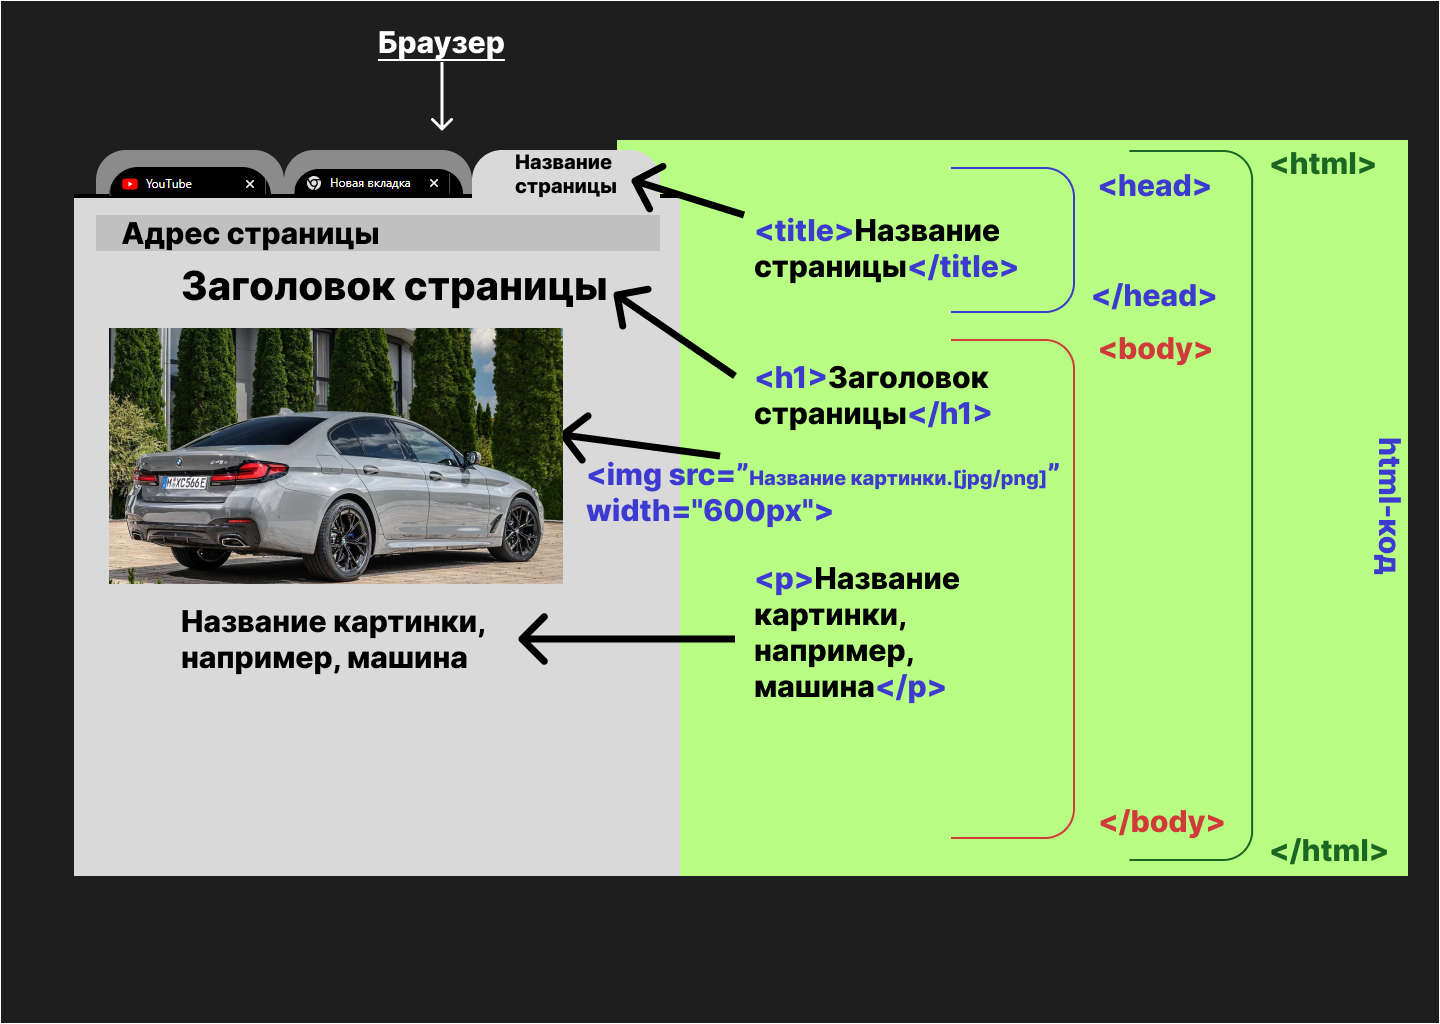 Браузер
YouTube
Новая вкладка
Название
страницы
Адрес страницы
Заголовок страницы
M XC566E
Название картинки,
например, машина
<title>Название
страницы</title>
<h1>Заголовок
страницы</h1>
<img src=”Название картинки.[jpg/png]”
width="600px">
<p>Название
картинки,
например,
машина</p>
<head>
</head>
<body>
</body>
<html>
</html>
html-код